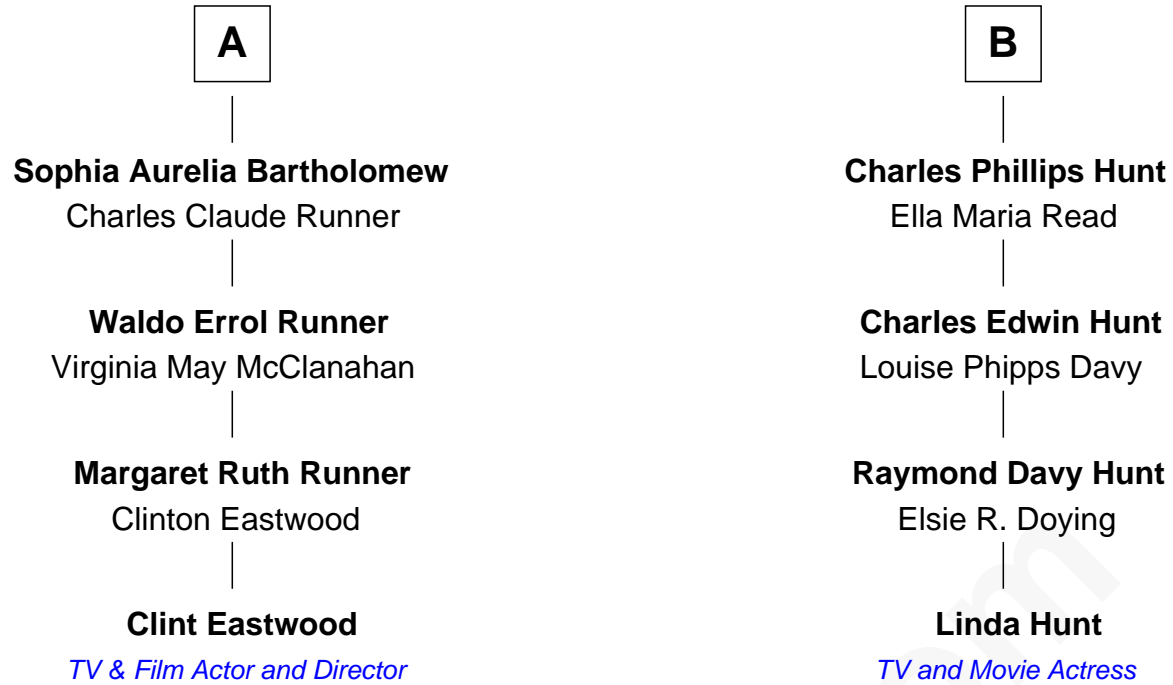 A
Sophia Aurelia Bartholomew
Charles Claude Runner
Waldo Errol Runner
Virginia May McClanahan
Margaret Ruth Runner
Clinton Eastwood
Clint Eastwood
TV & Film Actor and Director
B
Charles Phillips Hunt
Ella Maria Read
Charles Edwin Hunt
Louise Phipps Davy
Raymond Davy Hunt
Elsie R. Doying
Linda Hunt
TV and Movie Actress